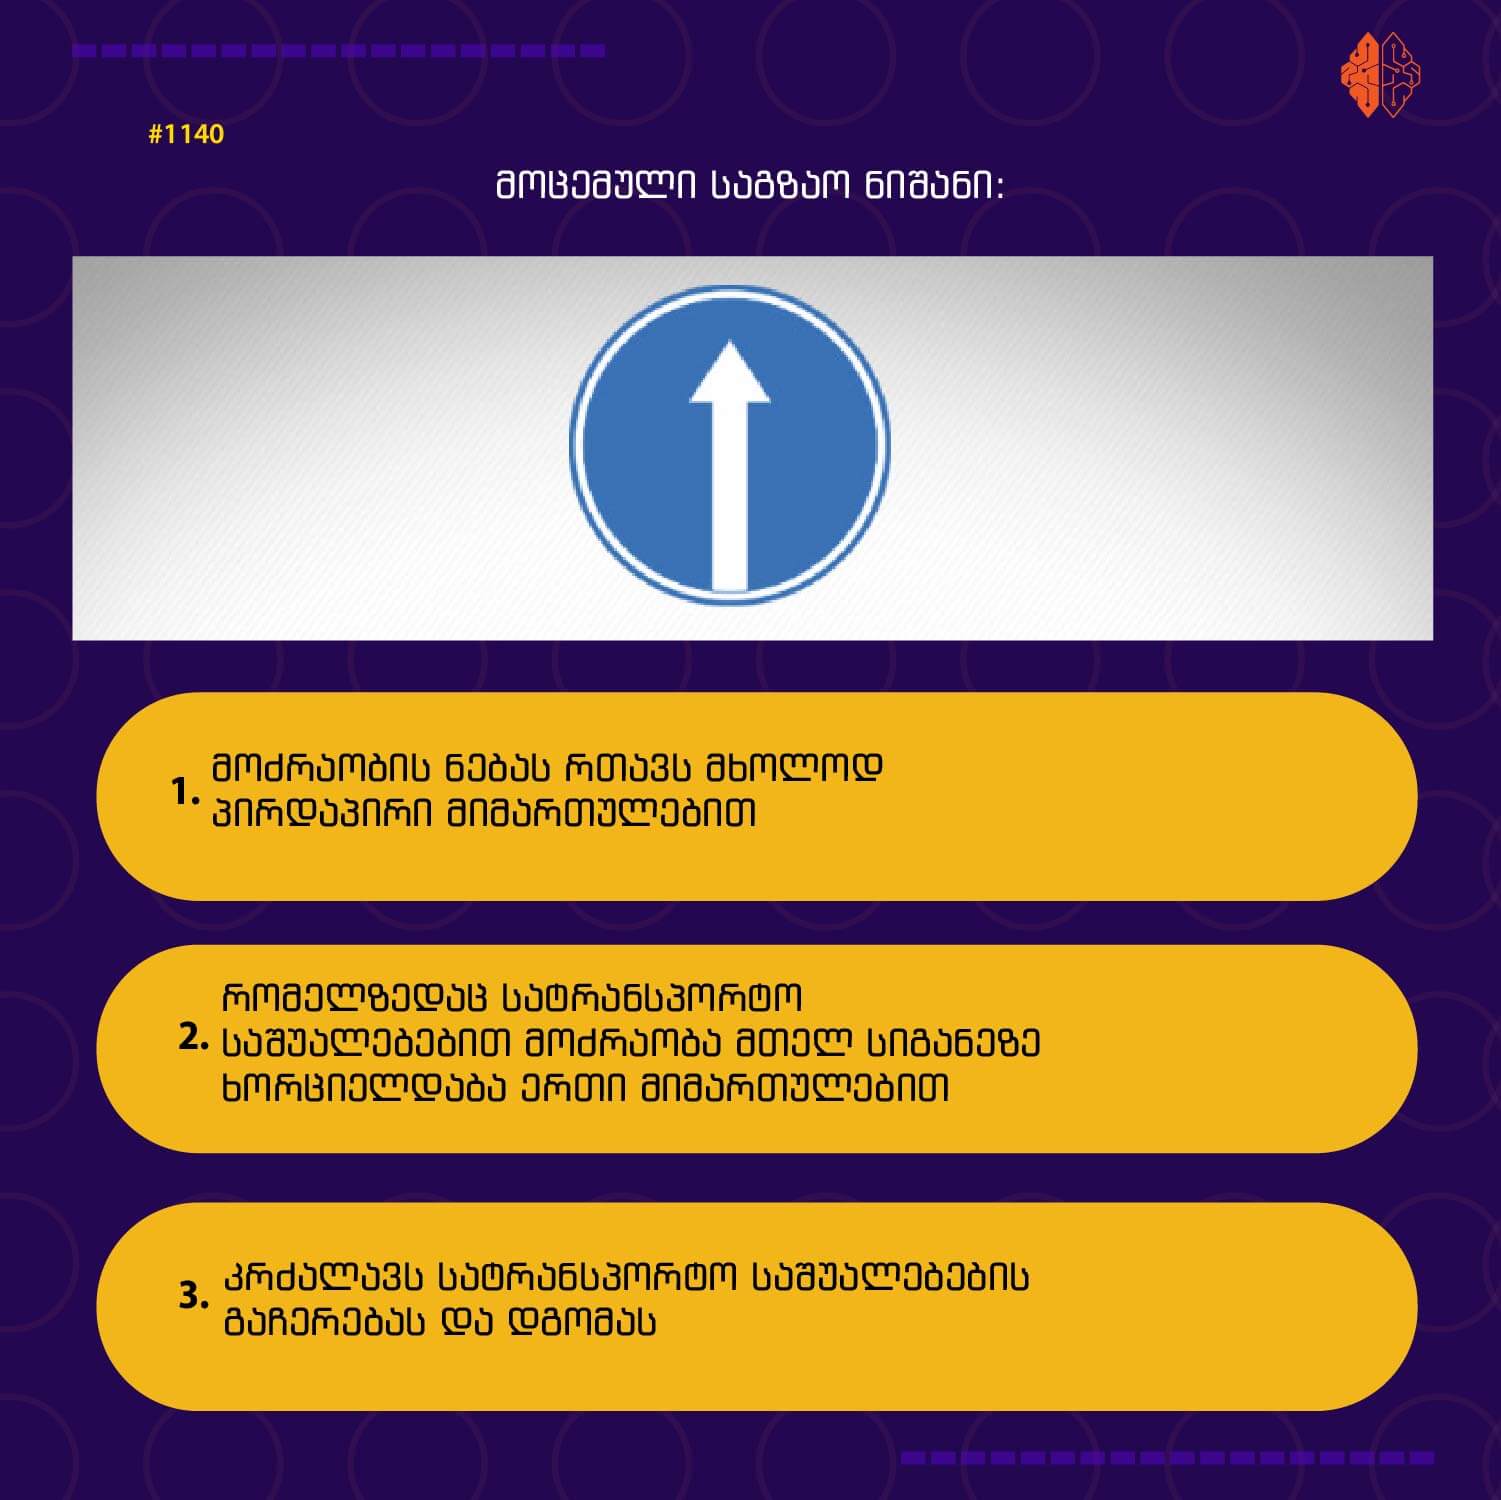 #1140
მოცემული საგზაო ნიშანი:
1. მოძრაობის ნებას რთავს მხოლოდ
პირდაპირი მიმართულებით
2. რომელზედაც სატრანსპორტო
საშუალებებით მოძრაობა მთელ სიგანეზე
ხორციელდაბა ერთი მიმართულებით
3. კრძალავს სატრანსპორტო საშუალებების
გაჩერებას და დგომას